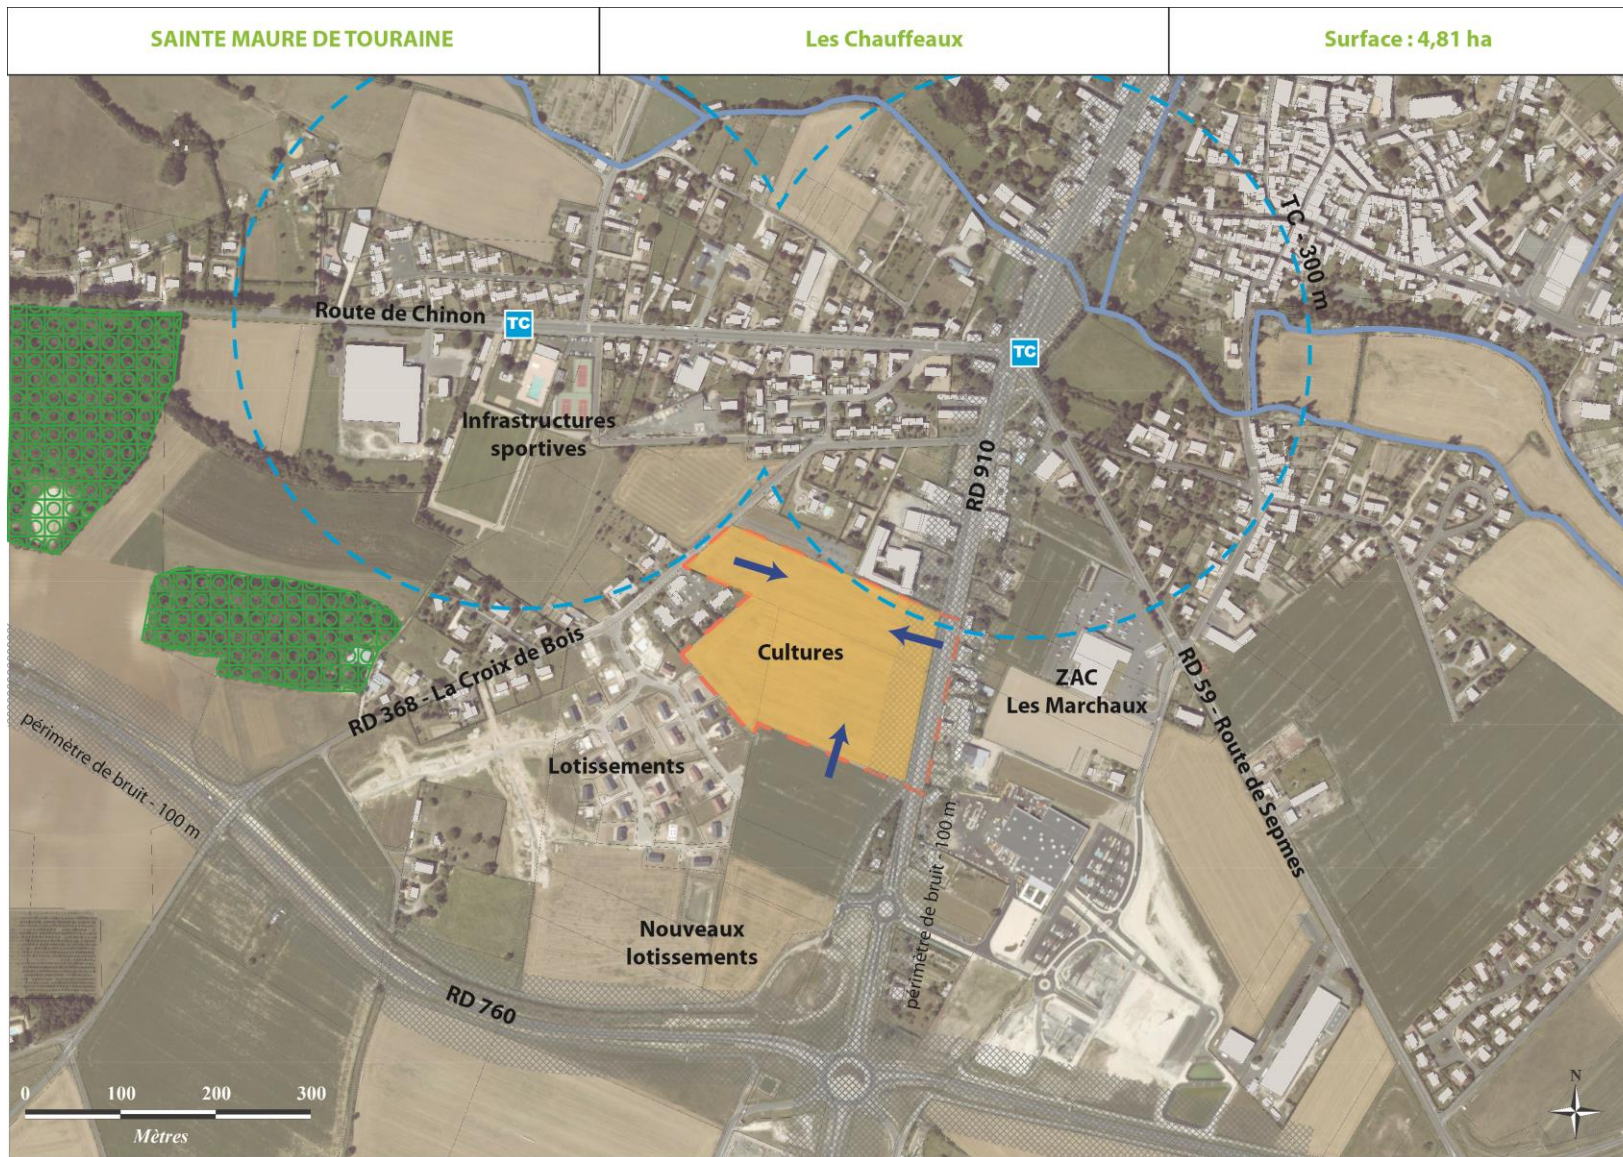 SAINTE MAURE DE TOURAINE
Les Chauffeaux
Surface : 4,81 ha
TC - 300 m
Route de Chinon
TC
TC
Infrastructures
sportives
RD 910
Cultures
RD 368 - La Croix de Bois
ZAC
Les Marchaux
RD 59 - Route de Sepmes
périmètre de bruit - 100 m
Lotissements
périmètre de bruit - 100 m
Nouveaux
lotissements
RD 760
0 100 200 300
Mètres
N